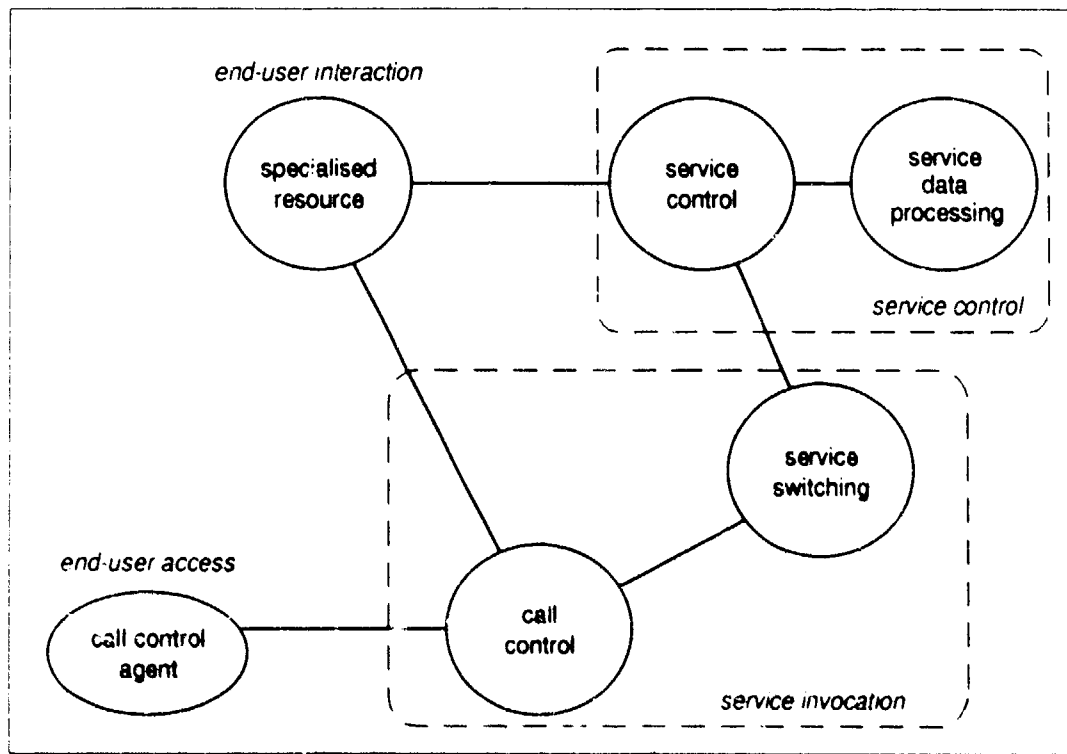 end-user interaction
specialised
resource
service
control
service
data
processing
service control
service
switching
end-user access
call control
agent
call
control
service invocation